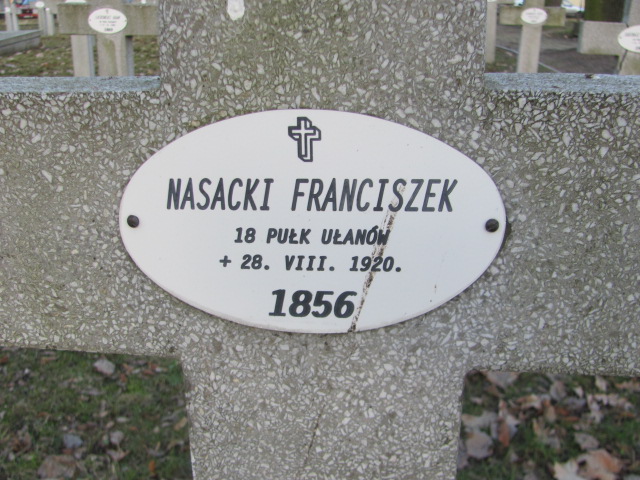 NASACKI FRANCISZEK
18 PUŁK UŁANÓW
+ 28. VIII. 1920.
1856